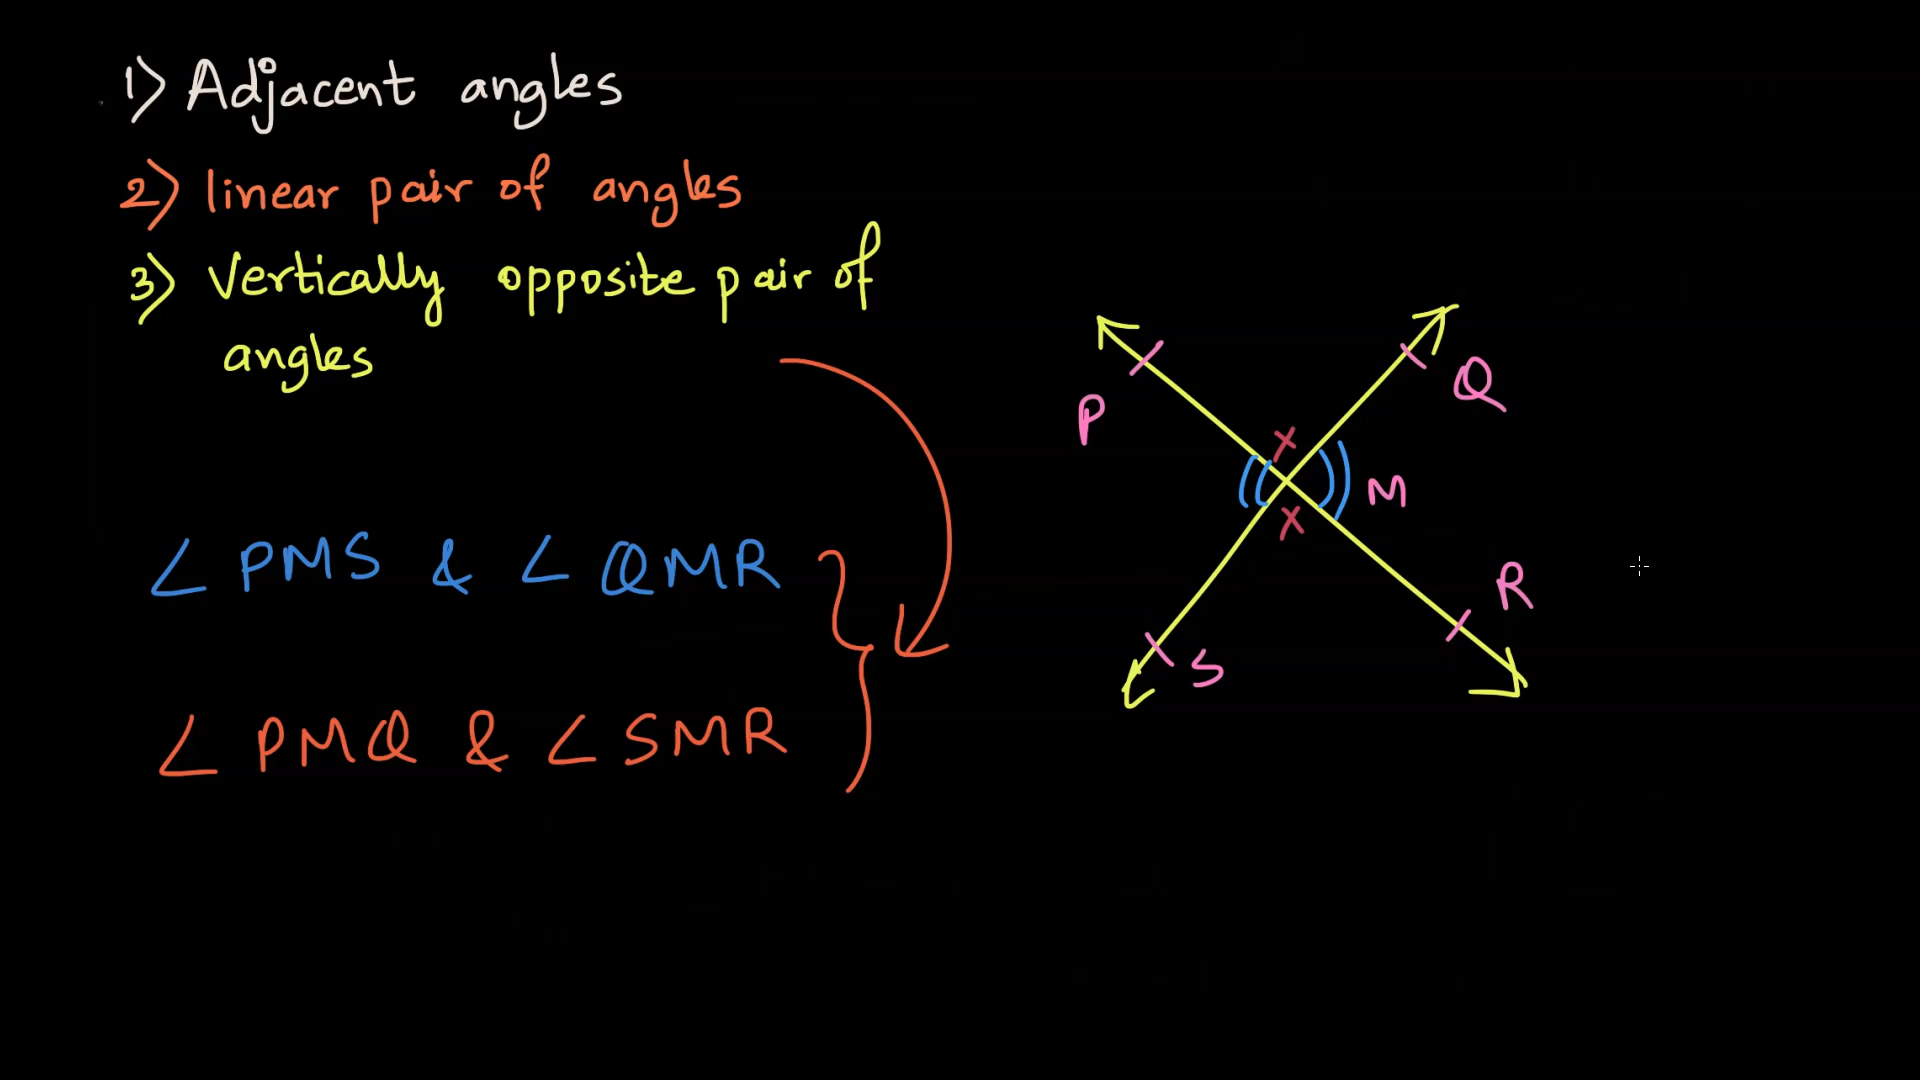 1) Adjacent angles
2) linear pair of angles
3) Vertically opposite pair of
angles
P
Q
x
M
x
∠ PMS & ∠ QMR
R
S
∠ PMQ & ∠ SMR